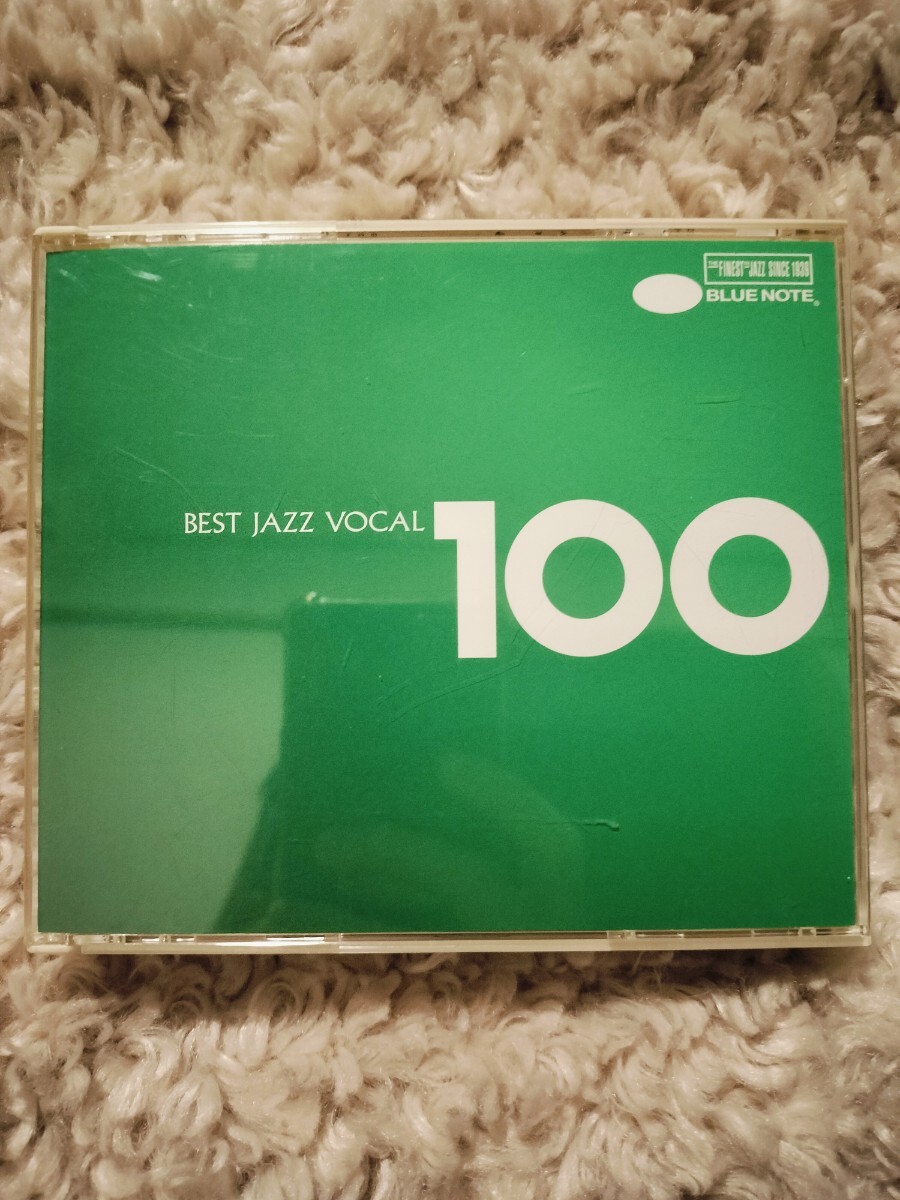 THE FINEST IN JAZZ SINCE 1939
BLUE NOTE®
BEST JAZZ VOCAL 100